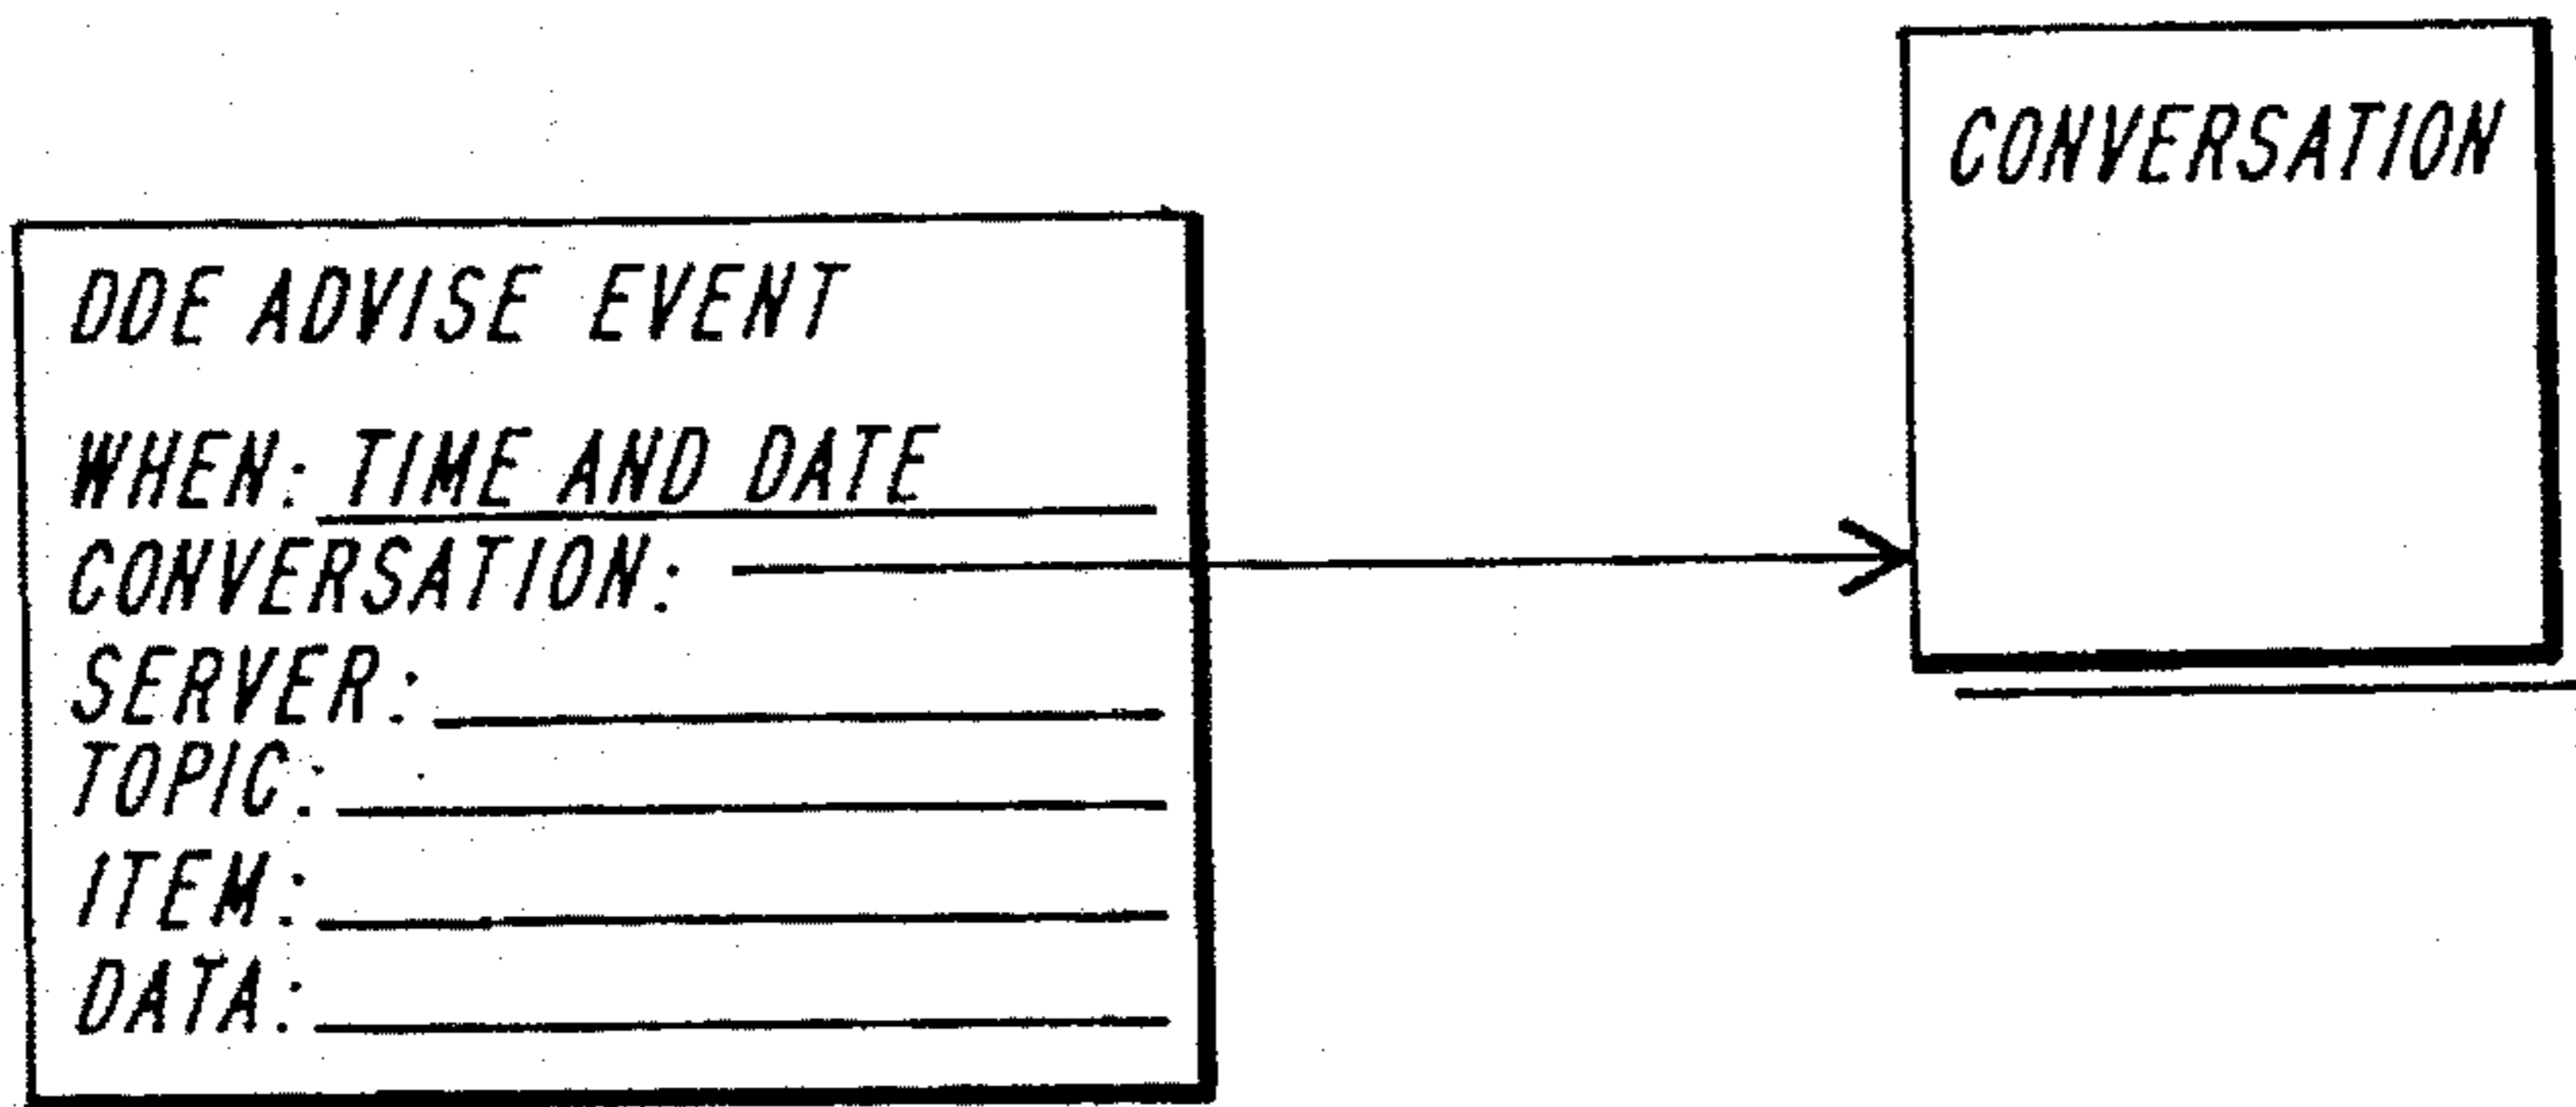 CONVERSATION
DDE ADVISE EVENT
WHEN: TIME AND DATE
CONVERSATION:
SERVER:
TOPIC:
ITEM:
DATA: